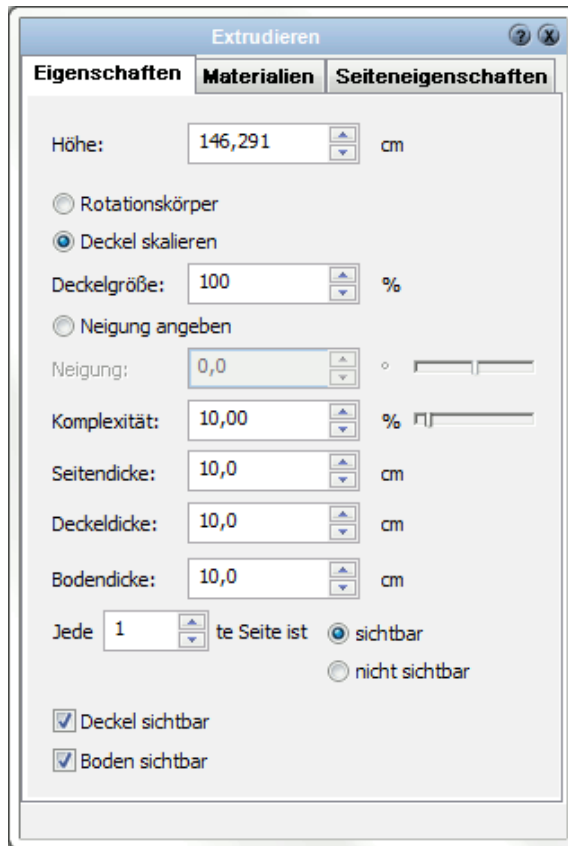 Extrudieren
Eigenschaften Materialien Seiteneigenschaften
Höhe: 146,291 cm
Rotationskörper
Deckel skalieren
Deckelgröße: 100 %
Neigung angeben
Neigung: 0,0 °
Komplexität: 10,00 %
Seitendicke: 10,0 cm
Deckeldicke: 10,0 cm
Bodendicke: 10,0 cm
Jede 1 te Seite ist sichtbar
nicht sichtbar
Deckel sichtbar
Boden sichtbar